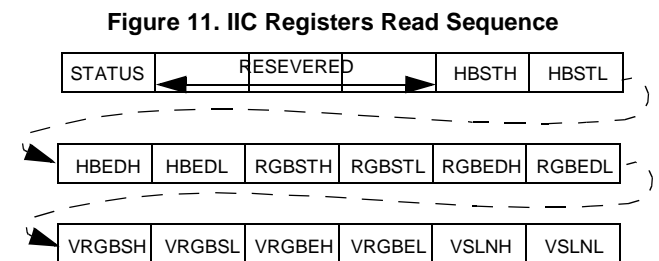 Figure 11. IIC Registers Read Sequence
STATUS RESEVERED HBSTH HBSTL
HBEDH HBEDL RGBSTH RGBSTL RGBEDH RGBEDL
VRGBSH VRGBSL VRGBEH VRGBEL VSLNH VSLNL